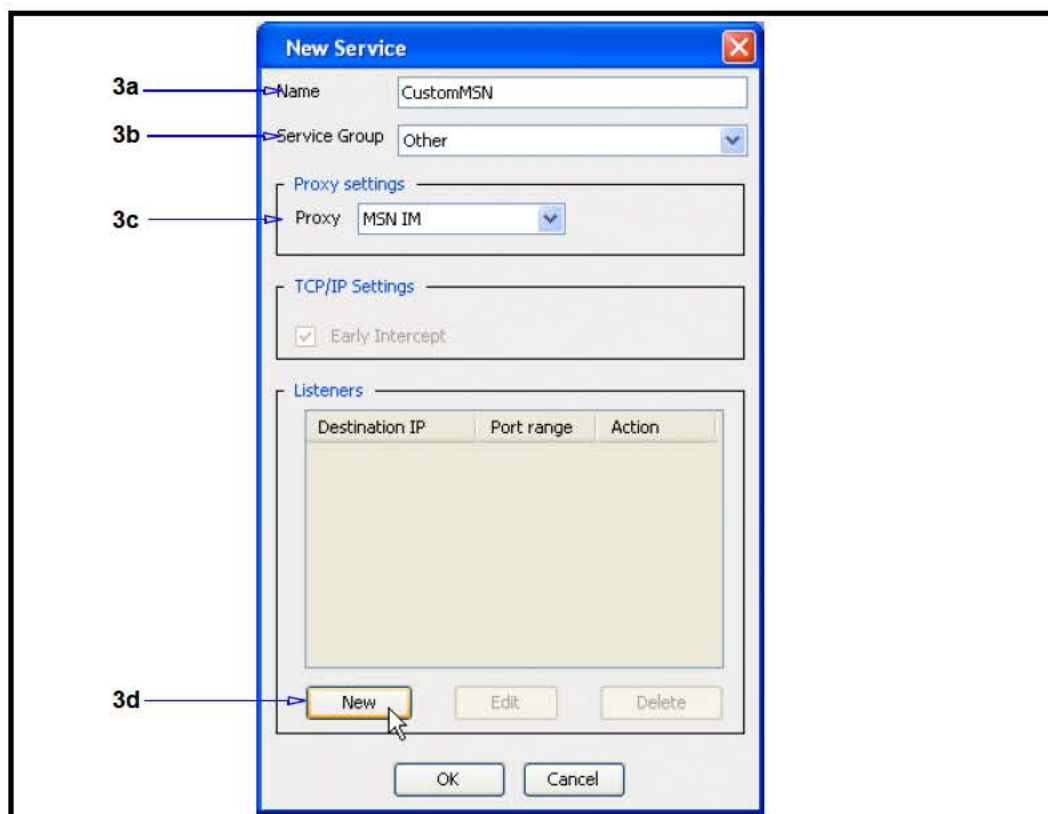 New Service
3a Name CustomMSN
3b Service Group Other
Proxy settings
3c Proxy MSN IM
TCP/IP Settings
Early Intercept
Listeners
Destination IP Port range Action
3d New Edit Delete
OK Cancel